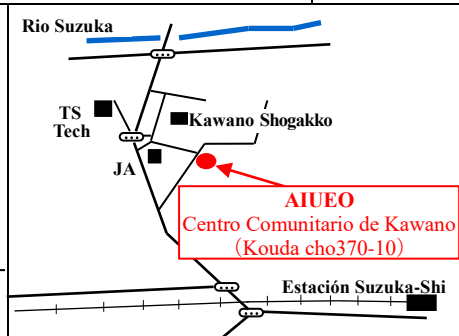 Rio Suzuka
TS
Tech
Kawano Shogakko
JA
AIUEO
Centro Comunitario de Kawano
（Kouda cho370-10）
Estación Suzuka-Shi